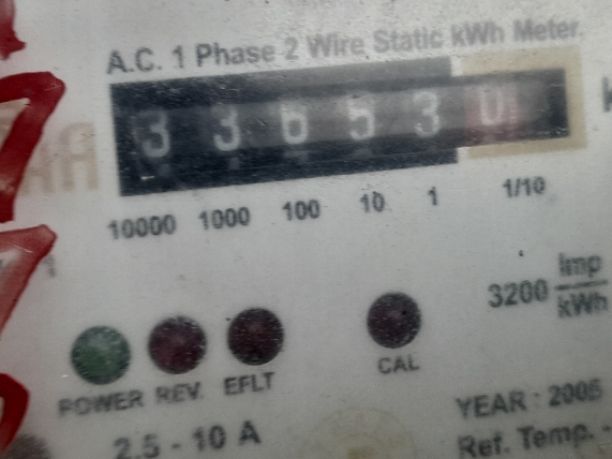 A.C. 1 Phase 2 Wire Static kWh Meter.
3 3 6 5 3 0
10000 1000 100 10 1 1/10
3200 Imp/kWh
POWER REV. EFLT CAL
2.5 - 10 A
YEAR : 2005
Ref. Temp. -